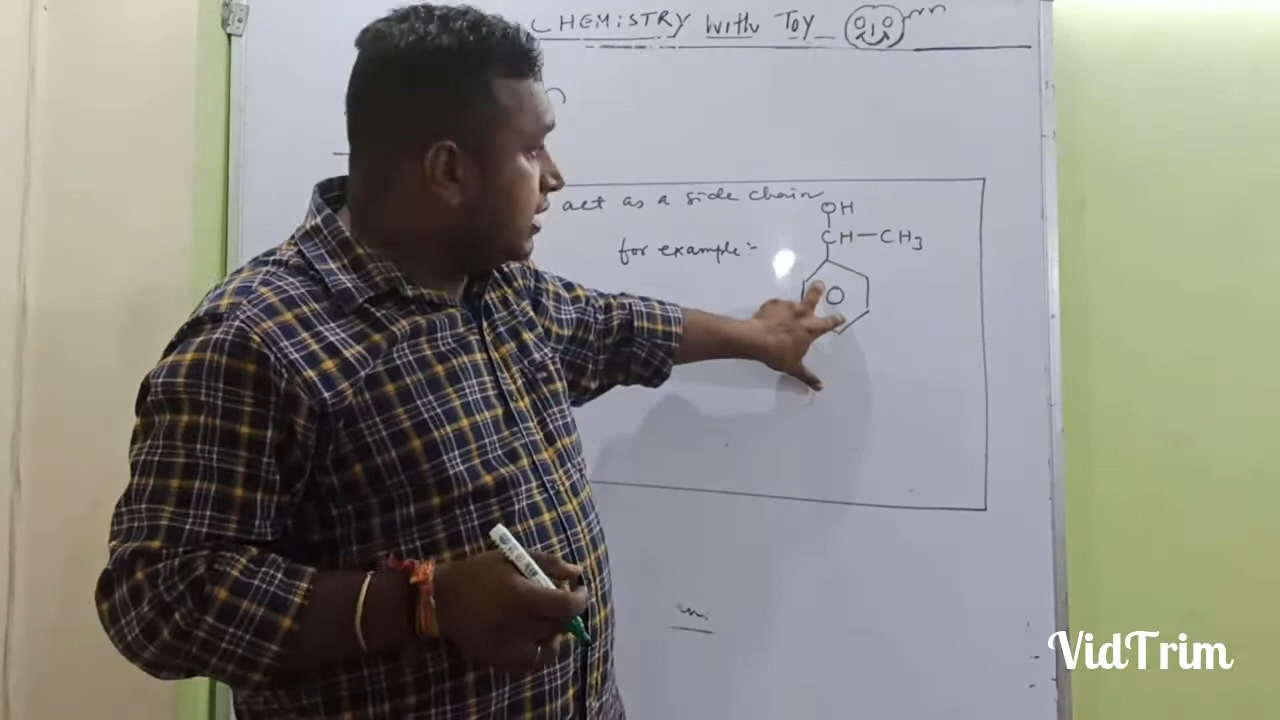 CHEMISTRY With TOY
act as a side chain
OH
for example:-
CH-CH3
VidTrim